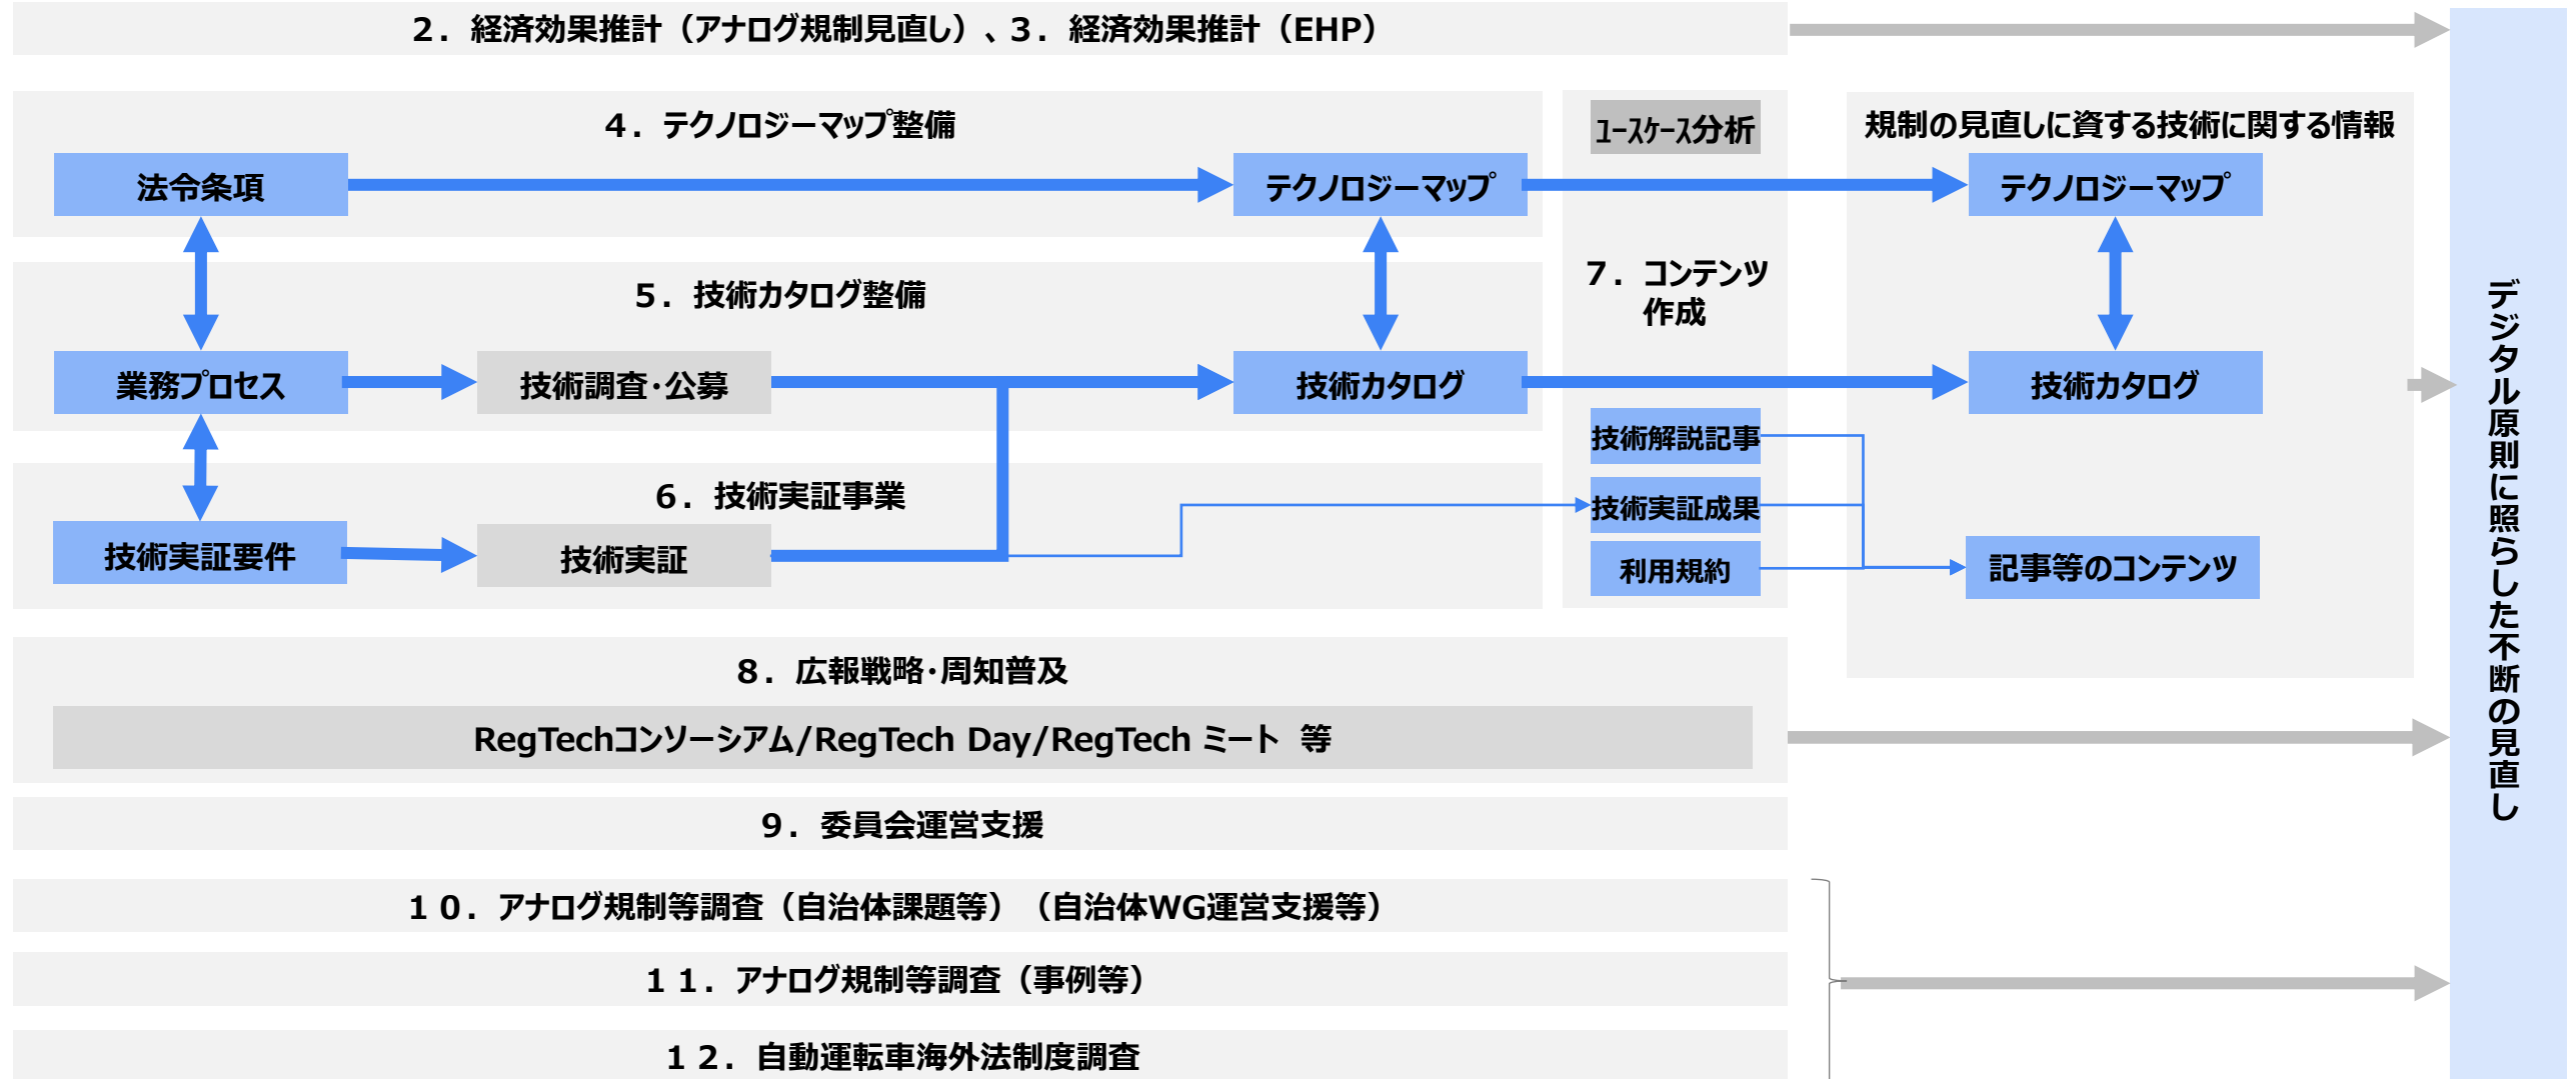 ２．経済効果推計（アナログ規制見直し）、３．経済効果推計（EHP）
４．テクノロジーマップ整備
法令条項
テクノロジーマップ
５．技術カタログ整備
業務プロセス
技術調査･公募
技術カタログ
６．技術実証事業
技術実証要件
技術実証
ﾕｰｽｹｰｽ分析
７．コンテンツ
作成
技術解説記事
技術実証成果
利用規約
規制の見直しに資する技術に関する情報
テクノロジーマップ
技術カタログ
記事等のコンテンツ
８．広報戦略･周知普及
RegTechコンソーシアム/RegTech Day/RegTech ミート 等
９．委員会運営支援
１０．アナログ規制等調査（自治体課題等）（自治体WG運営支援等）
１１．アナログ規制等調査（事例等）
１２．自動運転車海外法制度調査
デジタル原則に照らした不断の見直し